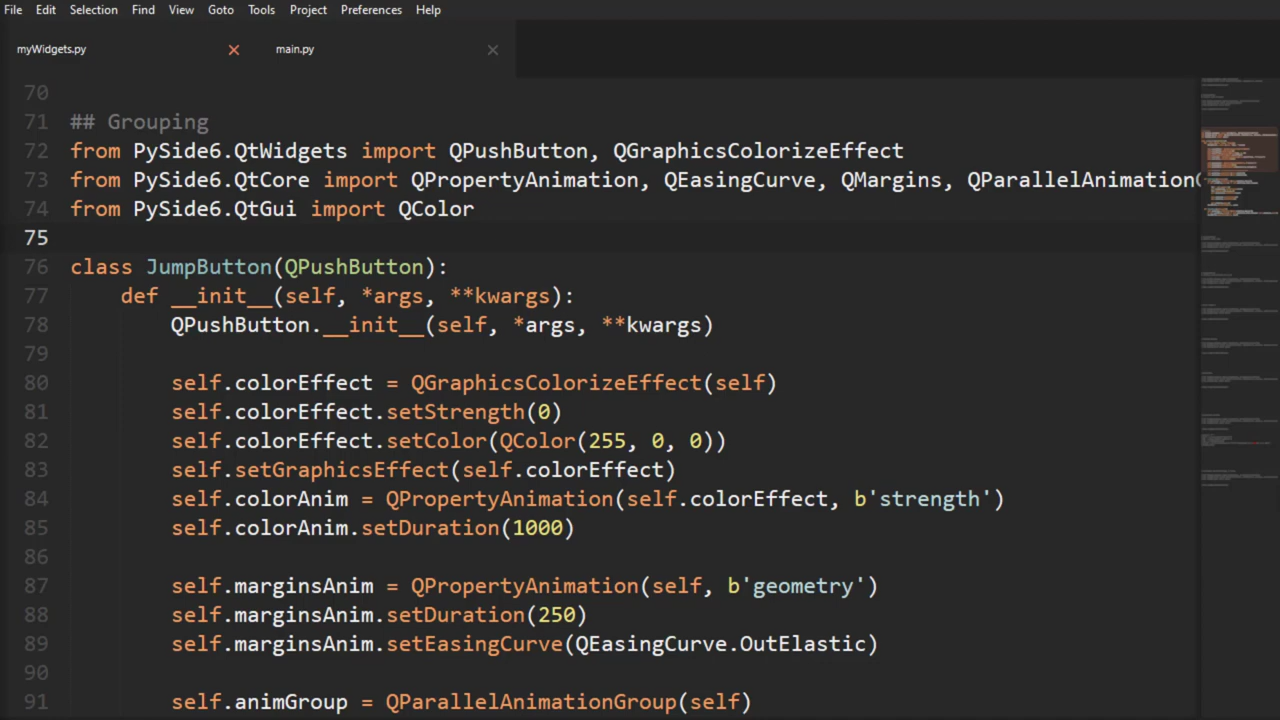 File Edit Selection Find View Goto Tools Project Preferences Help
myWidgets.py main.py
70
71 ## Grouping
72 from PySide6.QtWidgets import QPushButton, QGraphicsColorizeEffect
73 from PySide6.QtCore import QPropertyAnimation, QEasingCurve, QMargins, QParallelAnimation
74 from PySide6.QtGui import QColor
75
76 class JumpButton(QPushButton):
77 def __init__(self, *args, **kwargs):
78 QPushButton.__init__(self, *args, **kwargs)
79
80 self.colorEffect = QGraphicsColorizeEffect(self)
81 self.colorEffect.setStrength(0)
82 self.colorEffect.setColor(QColor(255, 0, 0))
83 self.setGraphicsEffect(self.colorEffect)
84 self.colorAnim = QPropertyAnimation(self.colorEffect, b'strength')
85 self.colorAnim.setDuration(1000)
86
87 self.marginsAnim = QPropertyAnimation(self, b'geometry')
88 self.marginsAnim.setDuration(250)
89 self.marginsAnim.setEasingCurve(QEasingCurve.OutElastic)
90
91 self.animGroup = QParallelAnimationGroup(self)